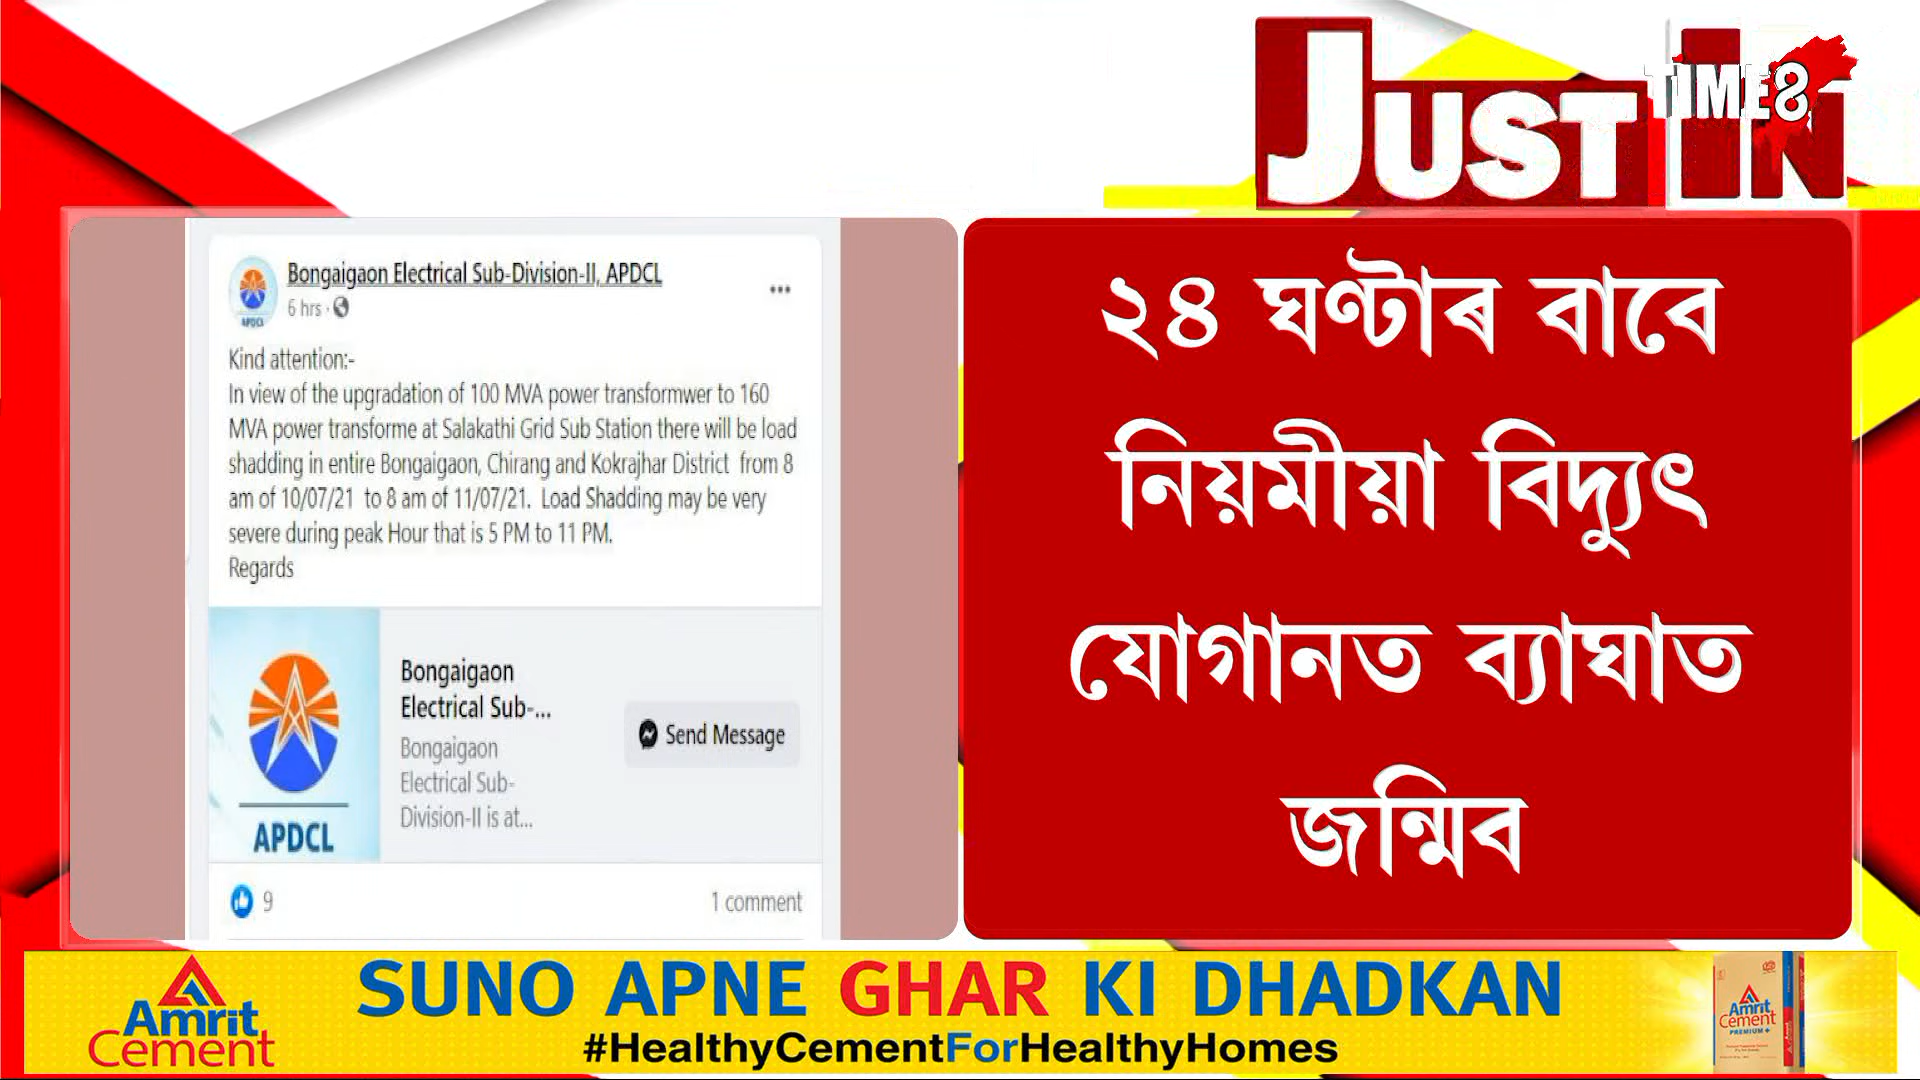 JUST IN
TIME8
Bongaigaon Electrical Sub-Division-II, APDCL
6 hrs ·
APDCL
Kind attention:-
In view of the upgradation of 100 MVA power transformwer to 160
MVA power transforme at Salakathi Grid Sub Station there will be load
shadding in entire Bongaigaon, Chirang and Kokrajhar District from 8
am of 10/07/21 to 8 am of 11/07/21. Load Shadding may be very
severe during peak Hour that is 5 PM to 11 PM.
Regards
Bongaigaon
Electrical Sub-...
Bongaigaon
Electrical Sub-
Division-II is at...
Send Message
APDCL
9
1 comment
২৪ ঘণ্টাৰ বাবে
নিয়মীয়া বিদ্যুৎ
যোগানত ব্যাঘাত
জন্মিব
Amrit
Cement
SUNO APNE GHAR KI DHADKAN
#HealthyCementForHealthyHomes
Amrit
Cement
PREMIUM+